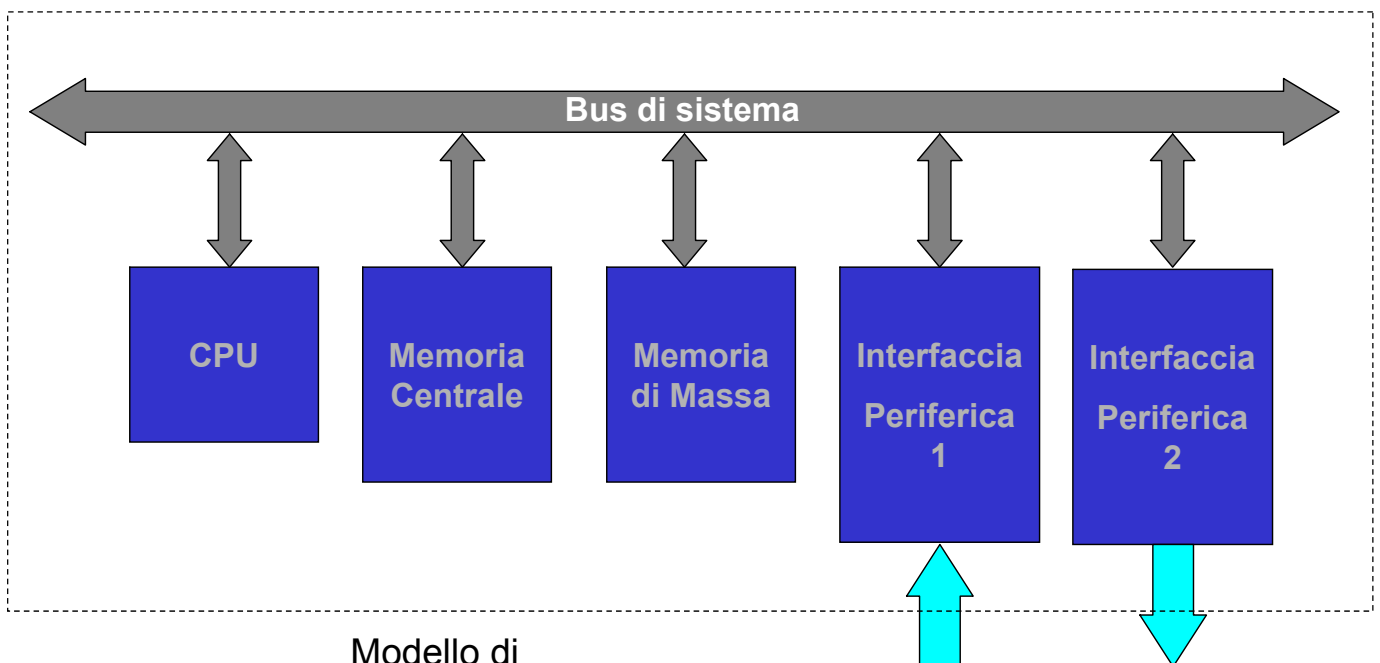 Bus di sistema
CPU
Memoria
Centrale
Memoria
di Massa
Interfaccia
Periferica
1
Interfaccia
Periferica
2
Modello di